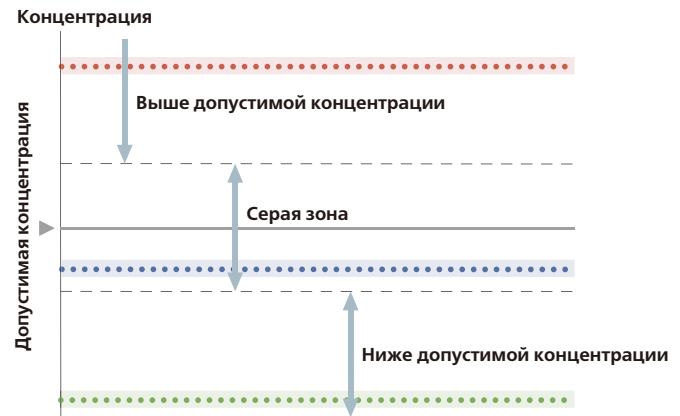 Концентрация
Выше допустимой концентрации
Допустимая концентрация
Серая зона
Ниже допустимой концентрации